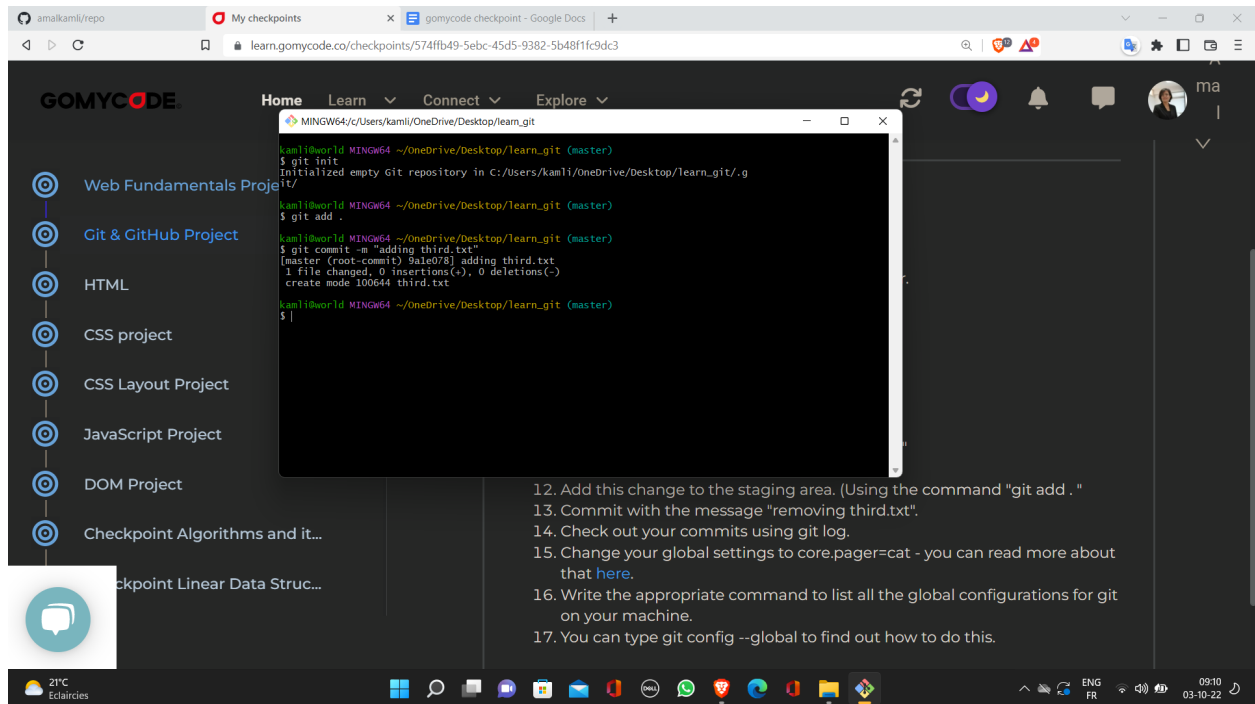 amalkamli/repo
My checkpoints
gomycode checkpoint - Google Docs
learn.gomycode.co/checkpoints/574ffb49-5ebc-45d5-9382-5b48f1fc9dc3
GOMYCODE
Home Learn Connect Explore
ma
l
MINGW64:/c/Users/kamli/OneDrive/Desktop/learn_git
kamli@world MINGW64 ~/OneDrive/Desktop/learn_git (master)
$ git init
Initialized empty Git repository in C:/Users/kamli/OneDrive/Desktop/learn_git/.g
it/
kamli@world MINGW64 ~/OneDrive/Desktop/learn_git (master)
$ git add .
kamli@world MINGW64 ~/OneDrive/Desktop/learn_git (master)
$ git commit -m "adding third.txt"
[master (root-commit) 9a1e078] adding third.txt
1 file changed, 0 insertions(+), 0 deletions(-)
create mode 100644 third.txt
kamli@world MINGW64 ~/OneDrive/Desktop/learn_git (master)
$
Web Fundamentals Proje
Git & GitHub Project
HTML
CSS project
CSS Layout Project
JavaScript Project
DOM Project
Checkpoint Algorithms and it...
ckpoint Linear Data Struc...
12. Add this change to the staging area. (Using the command "git add . "
13. Commit with the message "removing third.txt".
14. Check out your commits using git log.
15. Change your global settings to core.pager=cat - you can read more about
that here.
16. Write the appropriate command to list all the global configurations for git
on your machine.
17. You can type git config --global to find out how to do this.
21°C
Eclaircies
DELL
ENG
FR
09:10
03-10-22